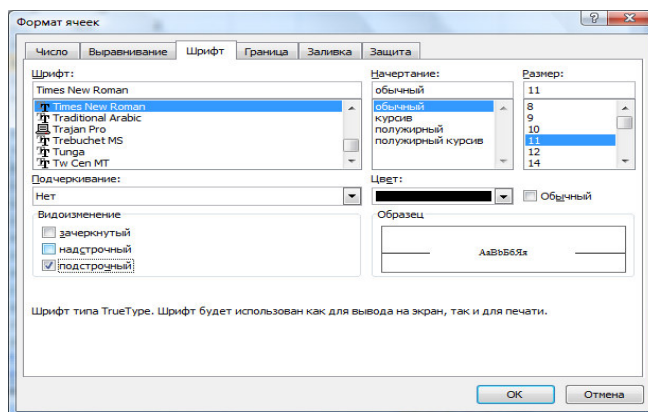 Формат ячеек
Число Выравнивание Шрифт Граница Заливка Защита
Шрифт: Начертание: Размер:
Times New Roman обычный 11
Times New Roman обычный 8
Traditional Arabic курсив 9
Trajan Pro полужирный 10
Trebuchet MS полужирный курсив 11
Tunga 12
Tw Cen MT 14
Подчеркивание: Цвет:
Нет Обычный
Видоизменение Образец
зачеркнутый
надстрочный АаВbБбЯя
подстрочный
Шрифт типа TrueType. Шрифт будет использован как для вывода на экран, так и для печати.
OK Отмена